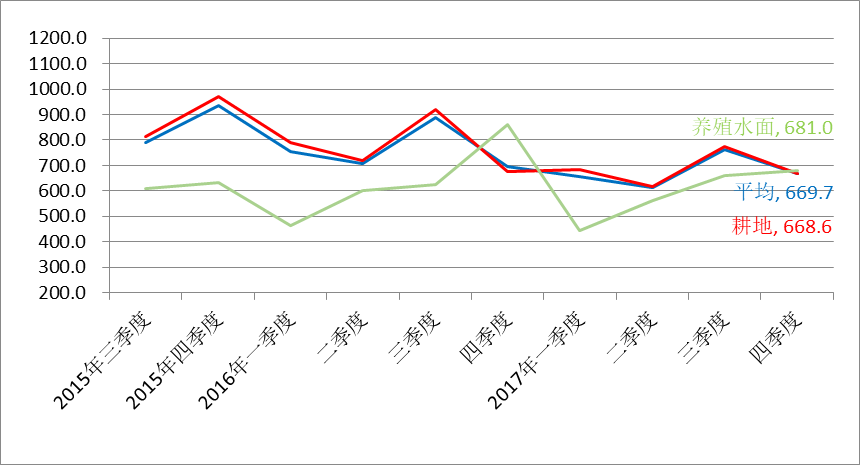 1200.0
1100.0
1000.0
900.0
800.0
700.0
600.0
500.0
400.0
300.0
200.0
养殖水面, 681.0
平均, 669.7
耕地, 668.6
2015年三季度
2015年四季度
2016年一季度
二季度
三季度
四季度
2017年一季度
二季度
三季度
四季度